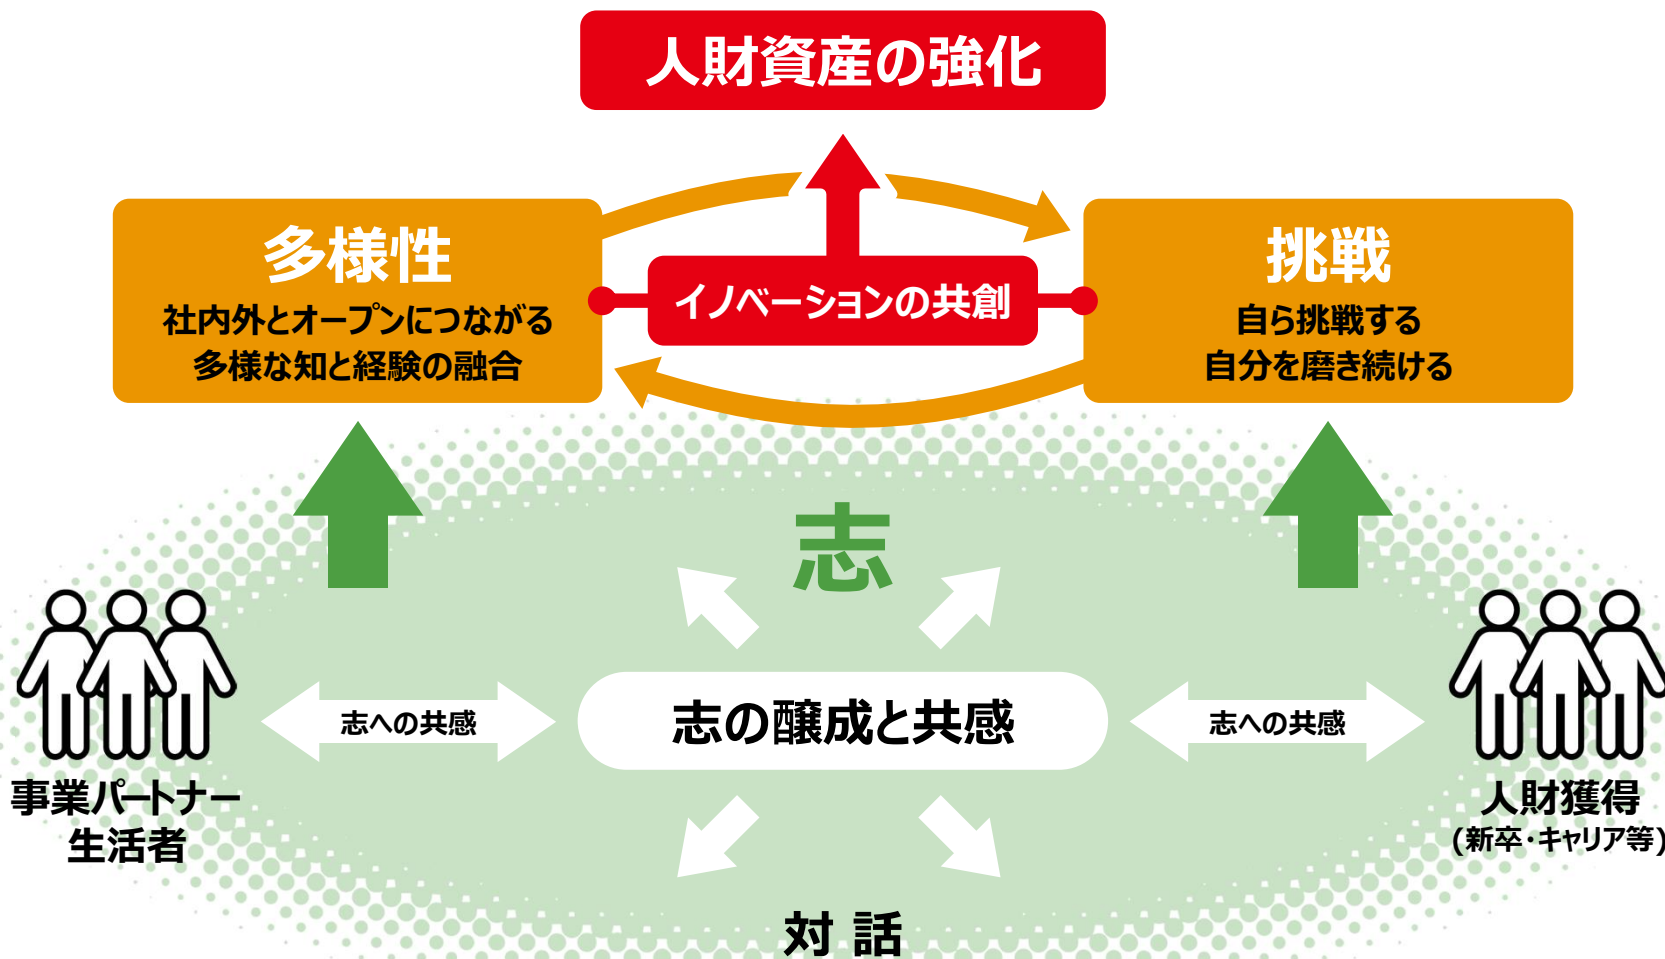 人財資産の強化
多様性
社内外とオープンにつながる
多様な知と経験の融合
イノベーションの共創
挑戦
自ら挑戦する
自分を磨き続ける
志
志への共感
志の醸成と共感
志への共感
事業パートナー
生活者
人財獲得
(新卒・キャリア等)
対話